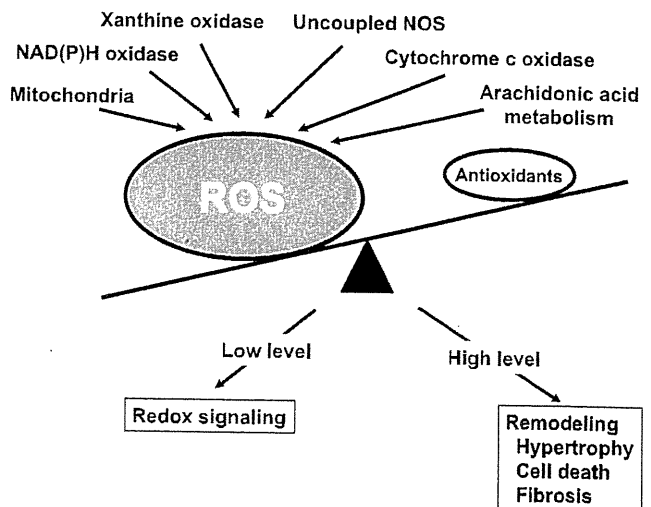 Xanthine oxidase
Uncoupled NOS
NAD(P)H oxidase
Cytochrome c oxidase
Mitochondria
Arachidonic acid
metabolism
ROS
Antioxidants
Low level
High level
Redox signaling
Remodeling
Hypertrophy
Cell death
Fibrosis